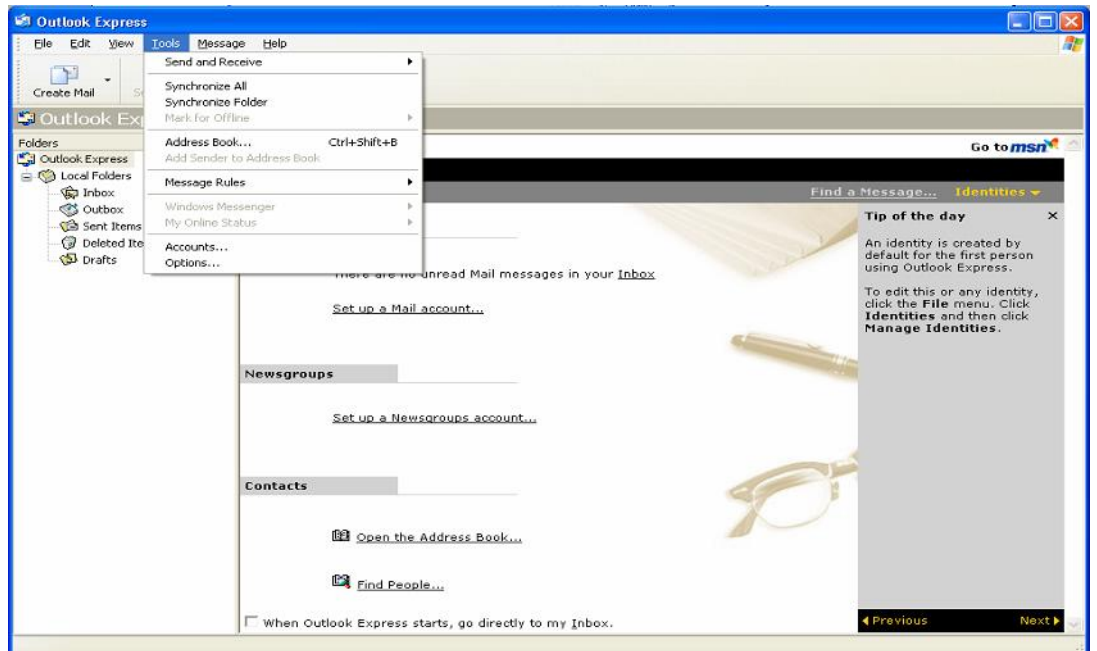 Outlook Express
File Edit View Tools Message Help
Send and Receive
Create Mail
Synchronize All
Synchronize Folder
Mark for Offline
Outlook Exp
Folders
Address Book... Ctrl+Shift+B
Go to msn
Outlook Express
Add Sender to Address Book
Local Folders
Message Rules
Inbox
Find a Message... Identities
Outbox
Windows Messenger
Sent Items
My Online Status
Tip of the day
Deleted Ite
Accounts...
Drafts
Options...
An identity is created by
default for the first person
using Outlook Express.
There are no unread Mail messages in your Inbox
To edit this or any identity,
click the File menu. Click
Identities and then click
Manage Identities.
Set up a Mail account...
Newsgroups
Set up a Newsgroups account...
Contacts
Open the Address Book...
Find People...
When Outlook Express starts, go directly to my Inbox.
Previous Next